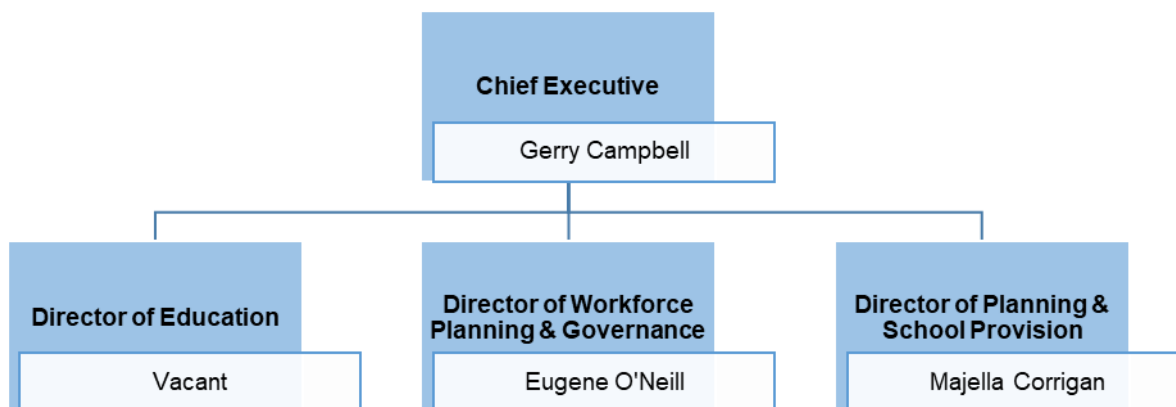 Chief Executive
Gerry Campbell
Director of Education
Vacant
Director of Workforce
Planning & Governance
Eugene O'Neill
Director of Planning &
School Provision
Majella Corrigan